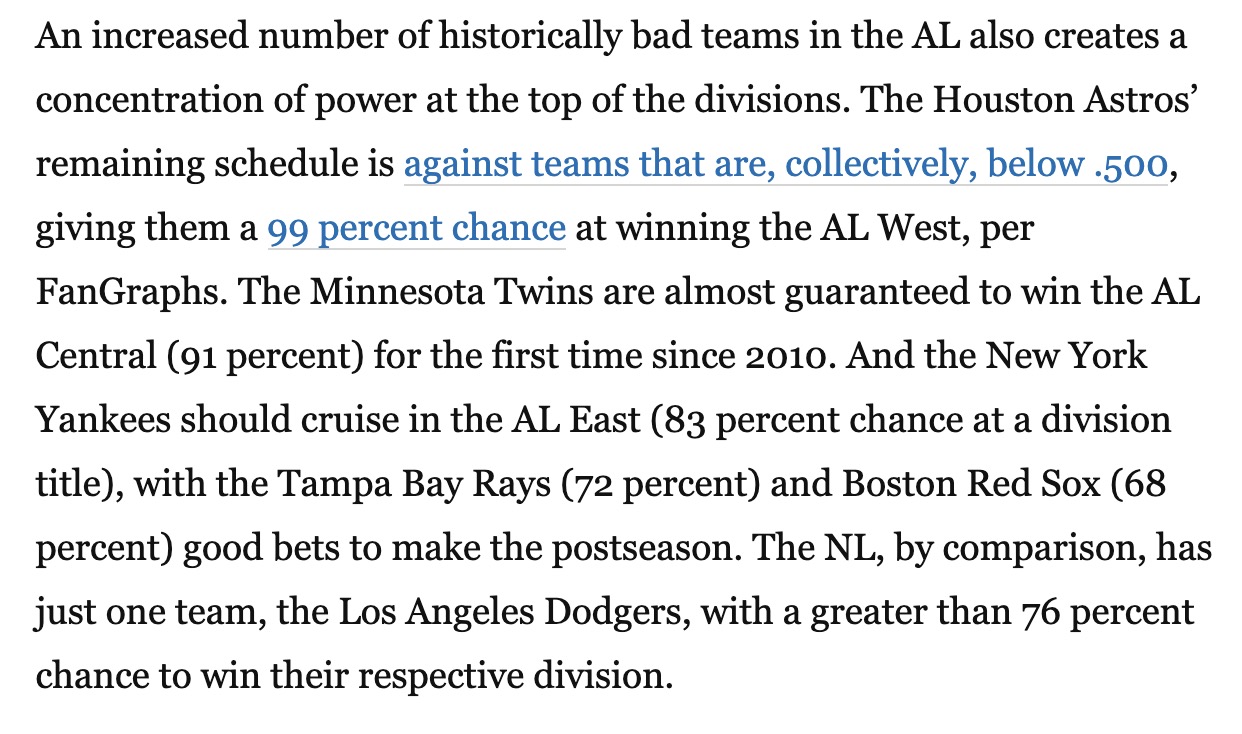 An increased number of historically bad teams in the AL also creates a
concentration of power at the top of the divisions. The Houston Astros’
remaining schedule is against teams that are, collectively, below .500,
giving them a 99 percent chance at winning the AL West, per
FanGraphs. The Minnesota Twins are almost guaranteed to win the AL
Central (91 percent) for the first time since 2010. And the New York
Yankees should cruise in the AL East (83 percent chance at a division
title), with the Tampa Bay Rays (72 percent) and Boston Red Sox (68
percent) good bets to make the postseason. The NL, by comparison, has
just one team, the Los Angeles Dodgers, with a greater than 76 percent
chance to win their respective division.